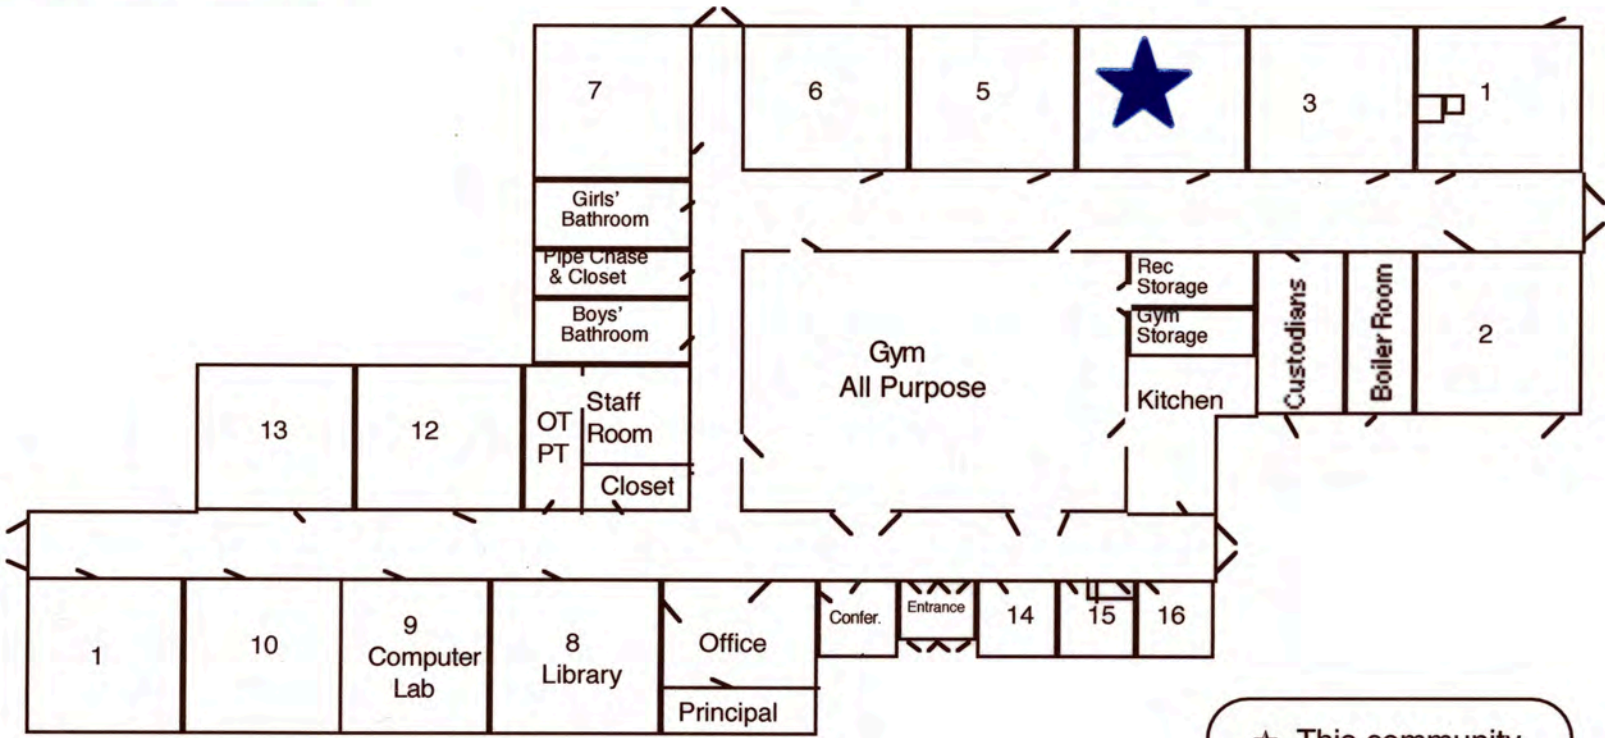 7
6
5
3
1
Girls'
Bathroom
Pipe Chase
& Closet
Boys'
Bathroom
Rec
Storage
Gym
Storage
Custodians
Boiler Room
2
Gym
All Purpose
Kitchen
13
12
OT
PT
Staff
Room
Closet
1
10
9
Computer
Lab
8
Library
Office
Principal
Confer.
Entrance
14
15
16
☆ This community